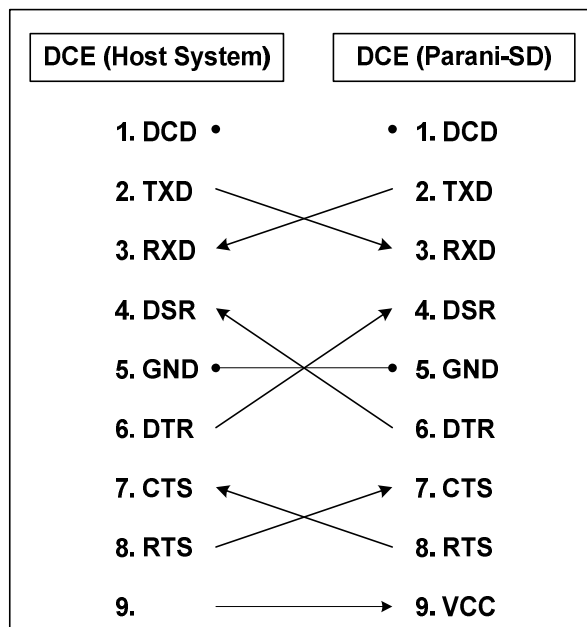 DCE (Host System) DCE (Parani-SD)
1. DCD 1. DCD
2. TXD 2. TXD
3. RXD 3. RXD
4. DSR 4. DSR
5. GND 5. GND
6. DTR 6. DTR
7. CTS 7. CTS
8. RTS 8. RTS
9. 9. VCC